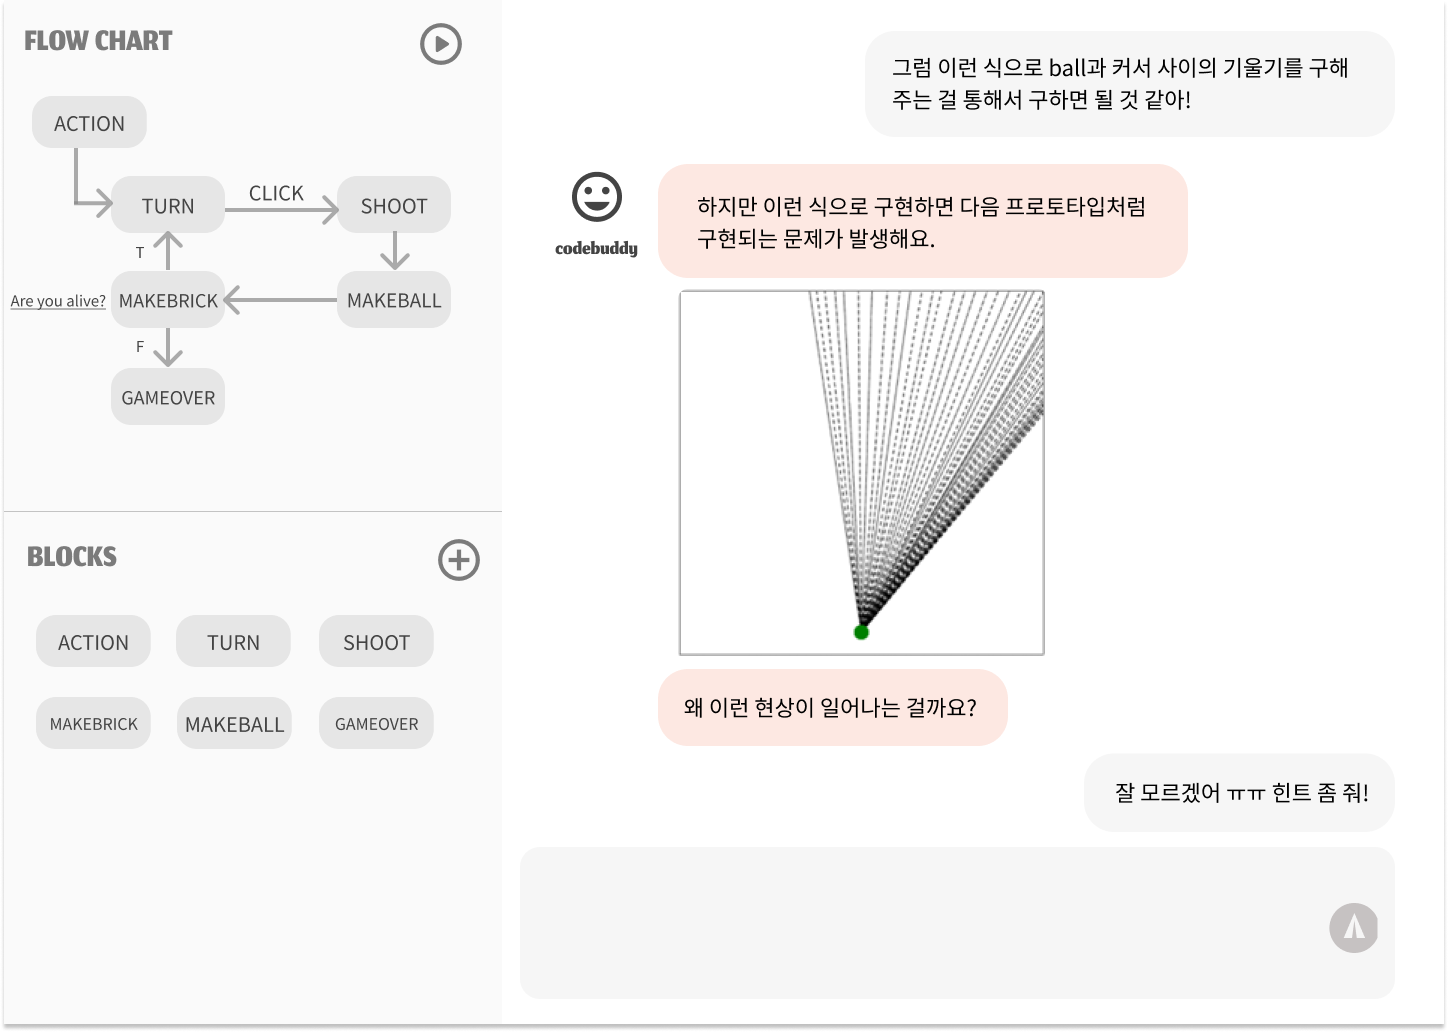 FLOW CHART
ACTION
TURN
CLICK
SHOOT
T
Are you alive?
MAKEBRICK
MAKEBALL
F
GAMEOVER
BLOCKS
ACTION
TURN
SHOOT
MAKEBRICK
MAKEBALL
GAMEOVER
그럼 이런 식으로 ball과 커서 사이의 기울기를 구해
주는 걸 통해서 구하면 될 것 같아!
하지만 이런 식으로 구현하면 다음 프로토타입처럼
구현되는 문제가 발생해요.
codebuddy
왜 이런 현상이 일어나는 걸까요?
잘 모르겠어 ㅠㅠ 힌트 좀 줘!